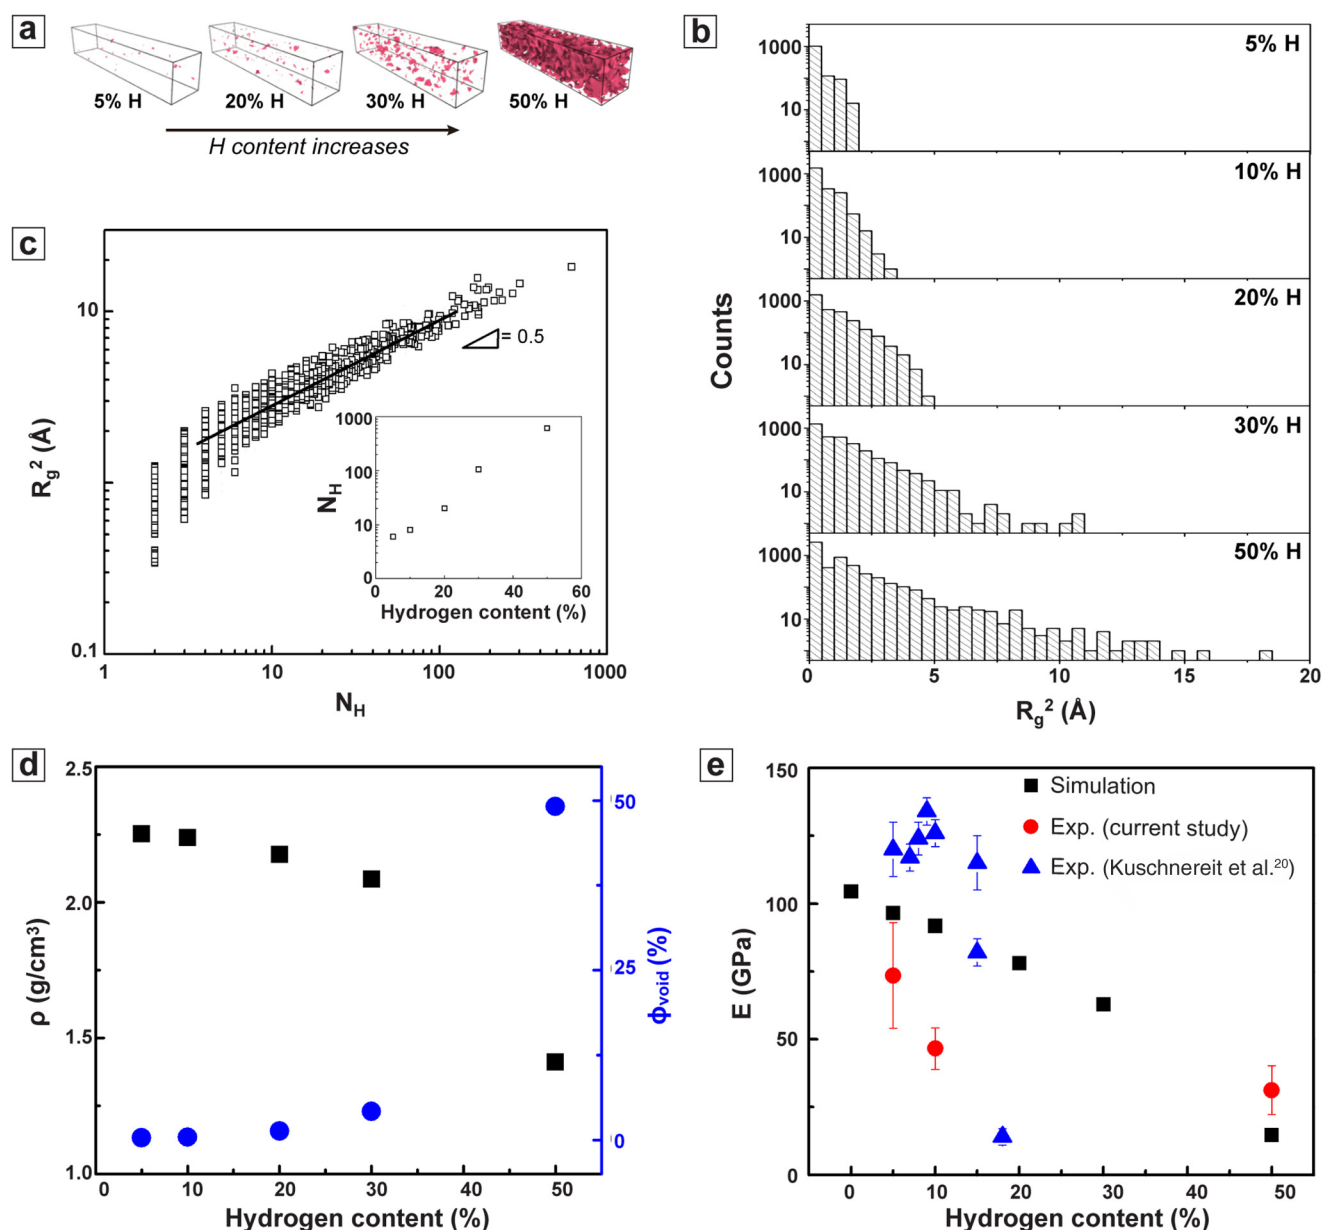 a
5% H
20% H
30% H
50% H
H content increases
b
1000
10
5% H
1000
10
10% H
1000
10
20% H
1000
10
30% H
1000
10
50% H
Counts
0
5
10
15
20
Rg² (Å)
c
10
0.1
Rg² (Å)
= 0.5
1000
100
10
0
NH
0
20
40
60
Hydrogen content (%)
1
10
100
1000
NH
d
2.5
2.0
1.5
1.0
ρ (g/cm³)
50
25
0
Φvoid (%)
0
10
20
30
40
50
Hydrogen content (%)
e
150
100
50
0
E (GPa)
Simulation
Exp. (current study)
Exp. (Kuschnereit et al.²⁰)
0
10
20
30
40
50
Hydrogen content (%)